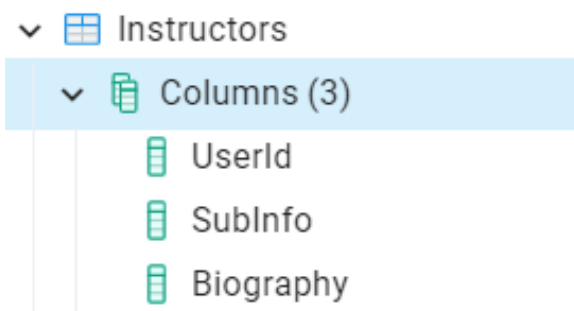 Instructors
Columns (3)
UserId
SubInfo
Biography